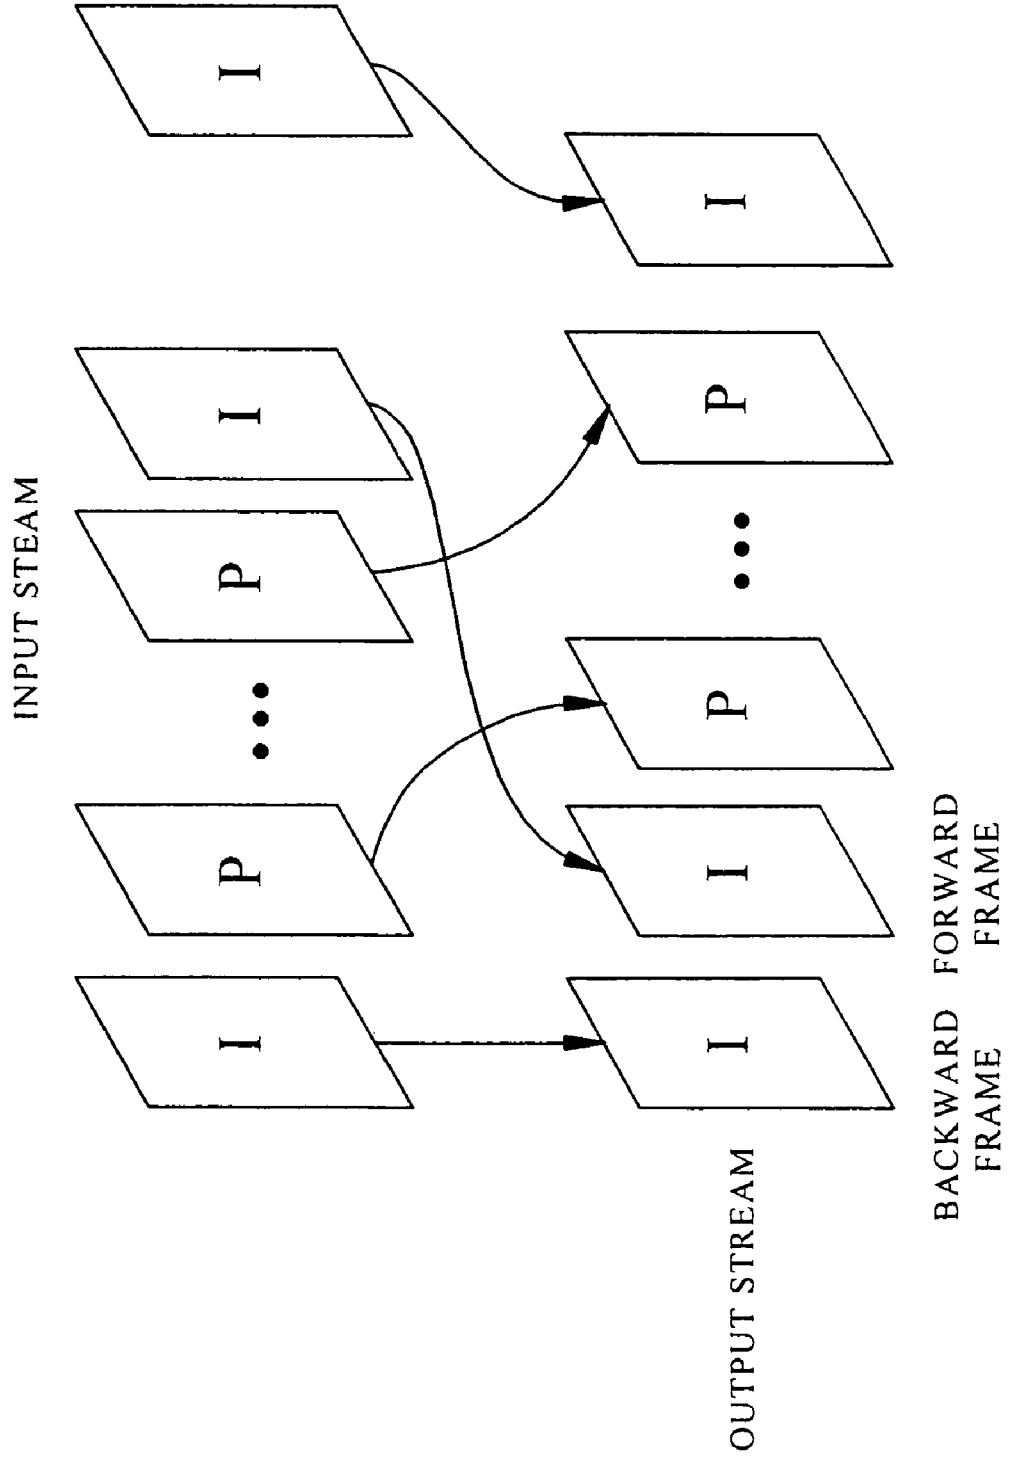 INPUT STEAM
I P ••• P I I
I I P ••• P I
OUTPUT STREAM
BACKWARD FRAME
FORWARD FRAME